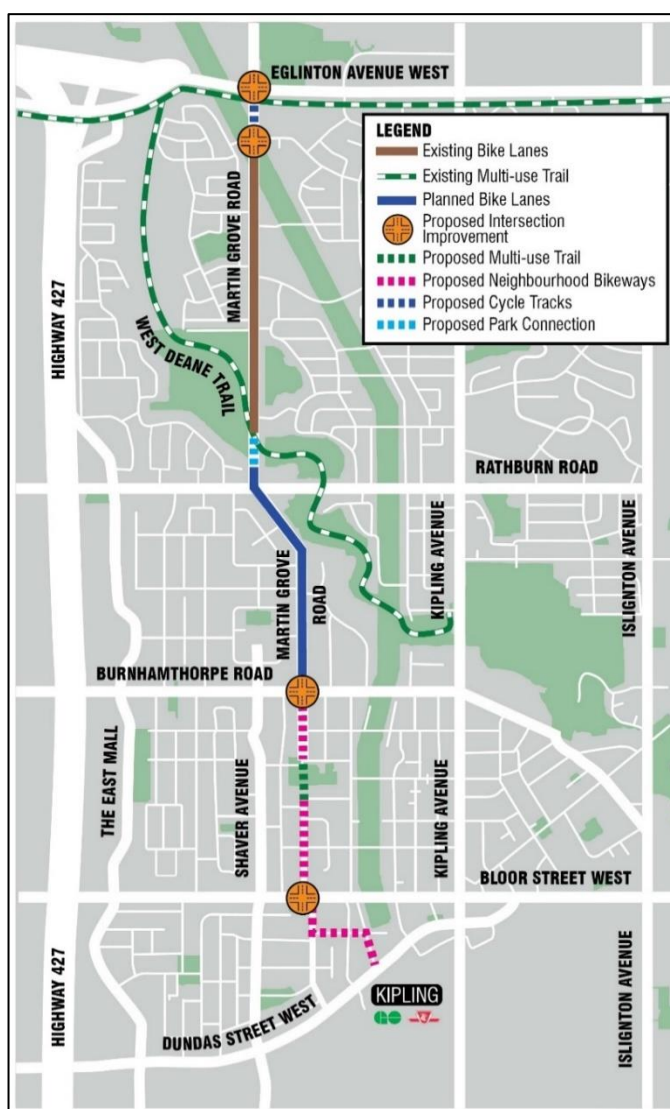 EGLINTON AVENUE WEST
LEGEND
Existing Bike Lanes
Existing Multi-use Trail
Planned Bike Lanes
Proposed Intersection
Improvement
Proposed Multi-use Trail
Proposed Neighbourhood Bikeways
Proposed Cycle Tracks
Proposed Park Connection
MARTIN GROVE ROAD
HIGHWAY 427
WEST DEANE TRAIL
RATHBURN ROAD
ISLIGNTON AVENUE
KIPLING AVENUE
MARTIN GROVE
ROAD
BURNHAMTHORPE ROAD
THE EAST MALL
SHAVER AVENUE
KIPLING AVENUE
BLOOR STREET WEST
HIGHWAY 427
DUNDAS STREET WEST
KIPLING
GO
ISLIGNTON AVENUE